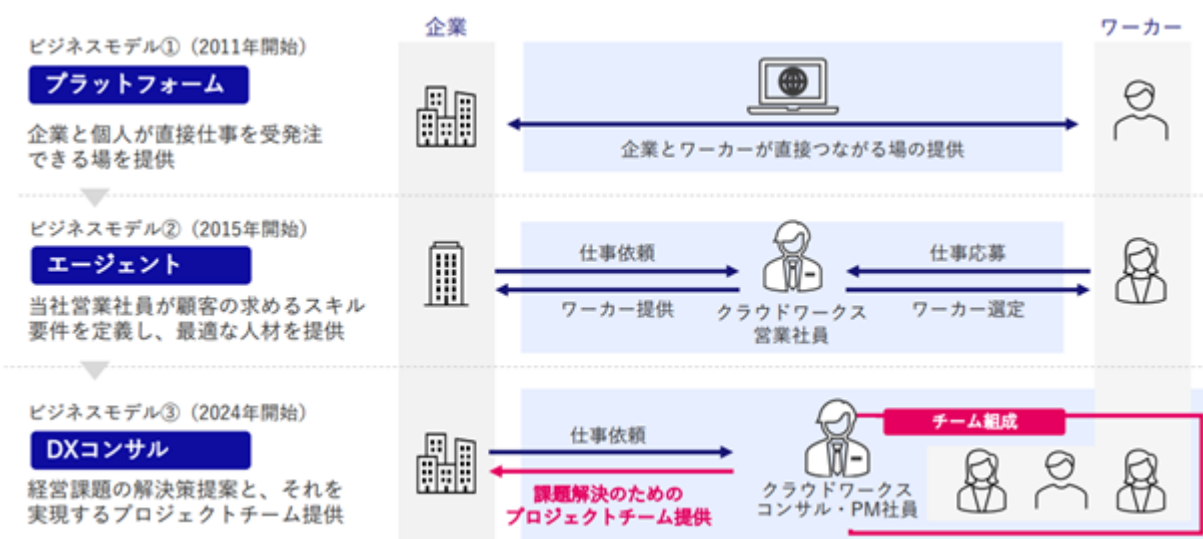 企業
ワーカー
ビジネスモデル①（2011年開始）
プラットフォーム
企業と個人が直接仕事を受発注
できる場を提供
企業とワーカーが直接つながる場の提供
ビジネスモデル②（2015年開始）
エージェント
当社営業社員が顧客の求めるスキル
要件を定義し、最適な人材を提供
仕事依頼
ワーカー提供
クラウドワークス
営業社員
仕事応募
ワーカー選定
ビジネスモデル③（2024年開始）
DXコンサル
経営課題の解決策提案と、それを
実現するプロジェクトチーム提供
仕事依頼
課題解決のための
プロジェクトチーム提供
クラウドワークス
コンサル・PM社員
チーム組成